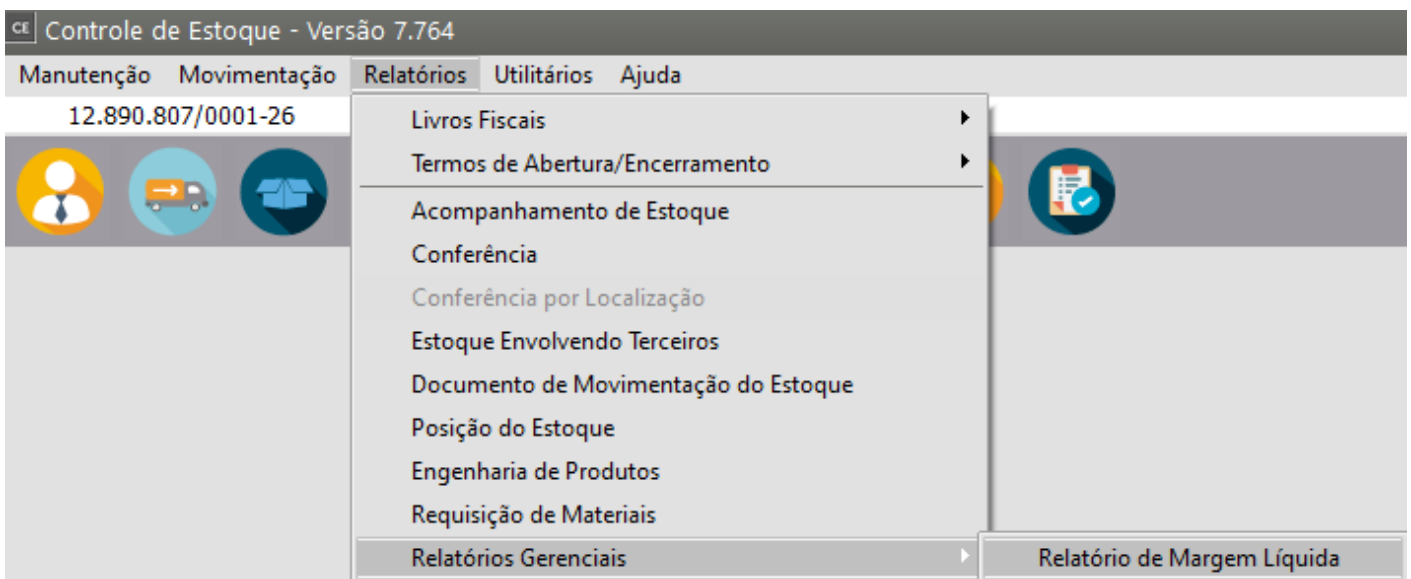 CE Controle de Estoque - Versão 7.764
Manutenção Movimentação Relatórios Utilitários Ajuda
12.890.807/0001-26
Livros Fiscais
Termos de Abertura/Encerramento
Acompanhamento de Estoque
Conferência
Conferência por Localização
Estoque Envolvendo Terceiros
Documento de Movimentação do Estoque
Posição do Estoque
Engenharia de Produtos
Requisição de Materiais
Relatórios Gerenciais
Relatório de Margem Líquida